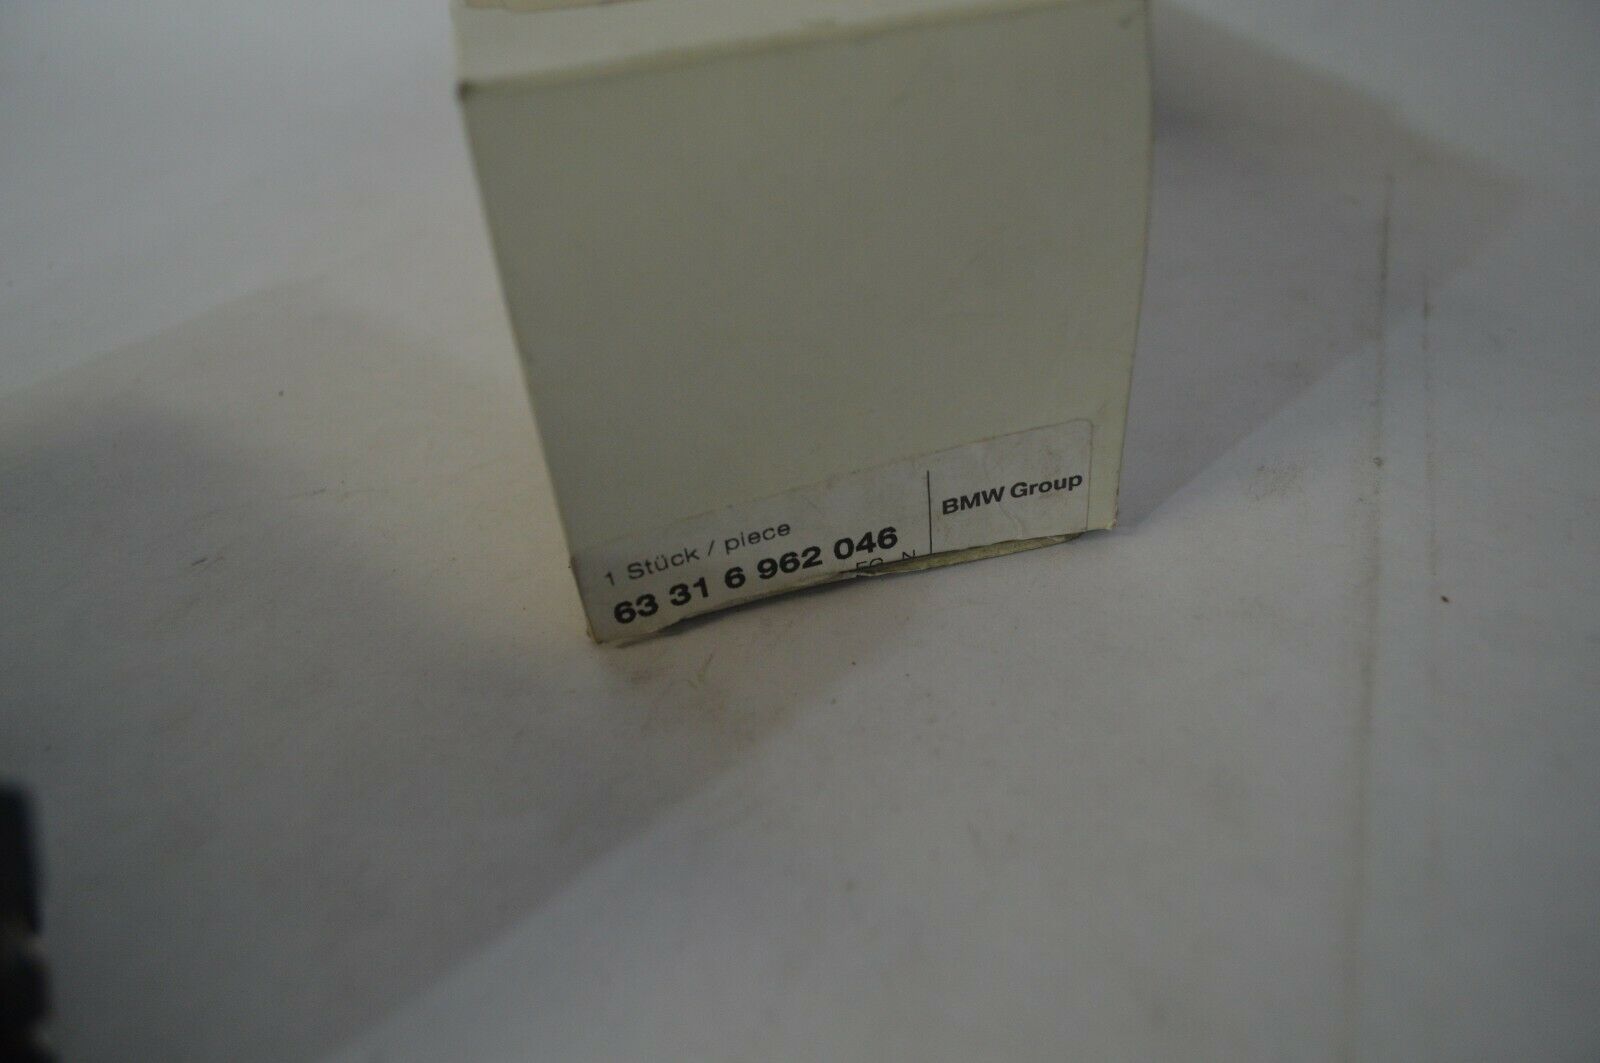 1 Stück / piece
63 31 6 962 046
BMW Group